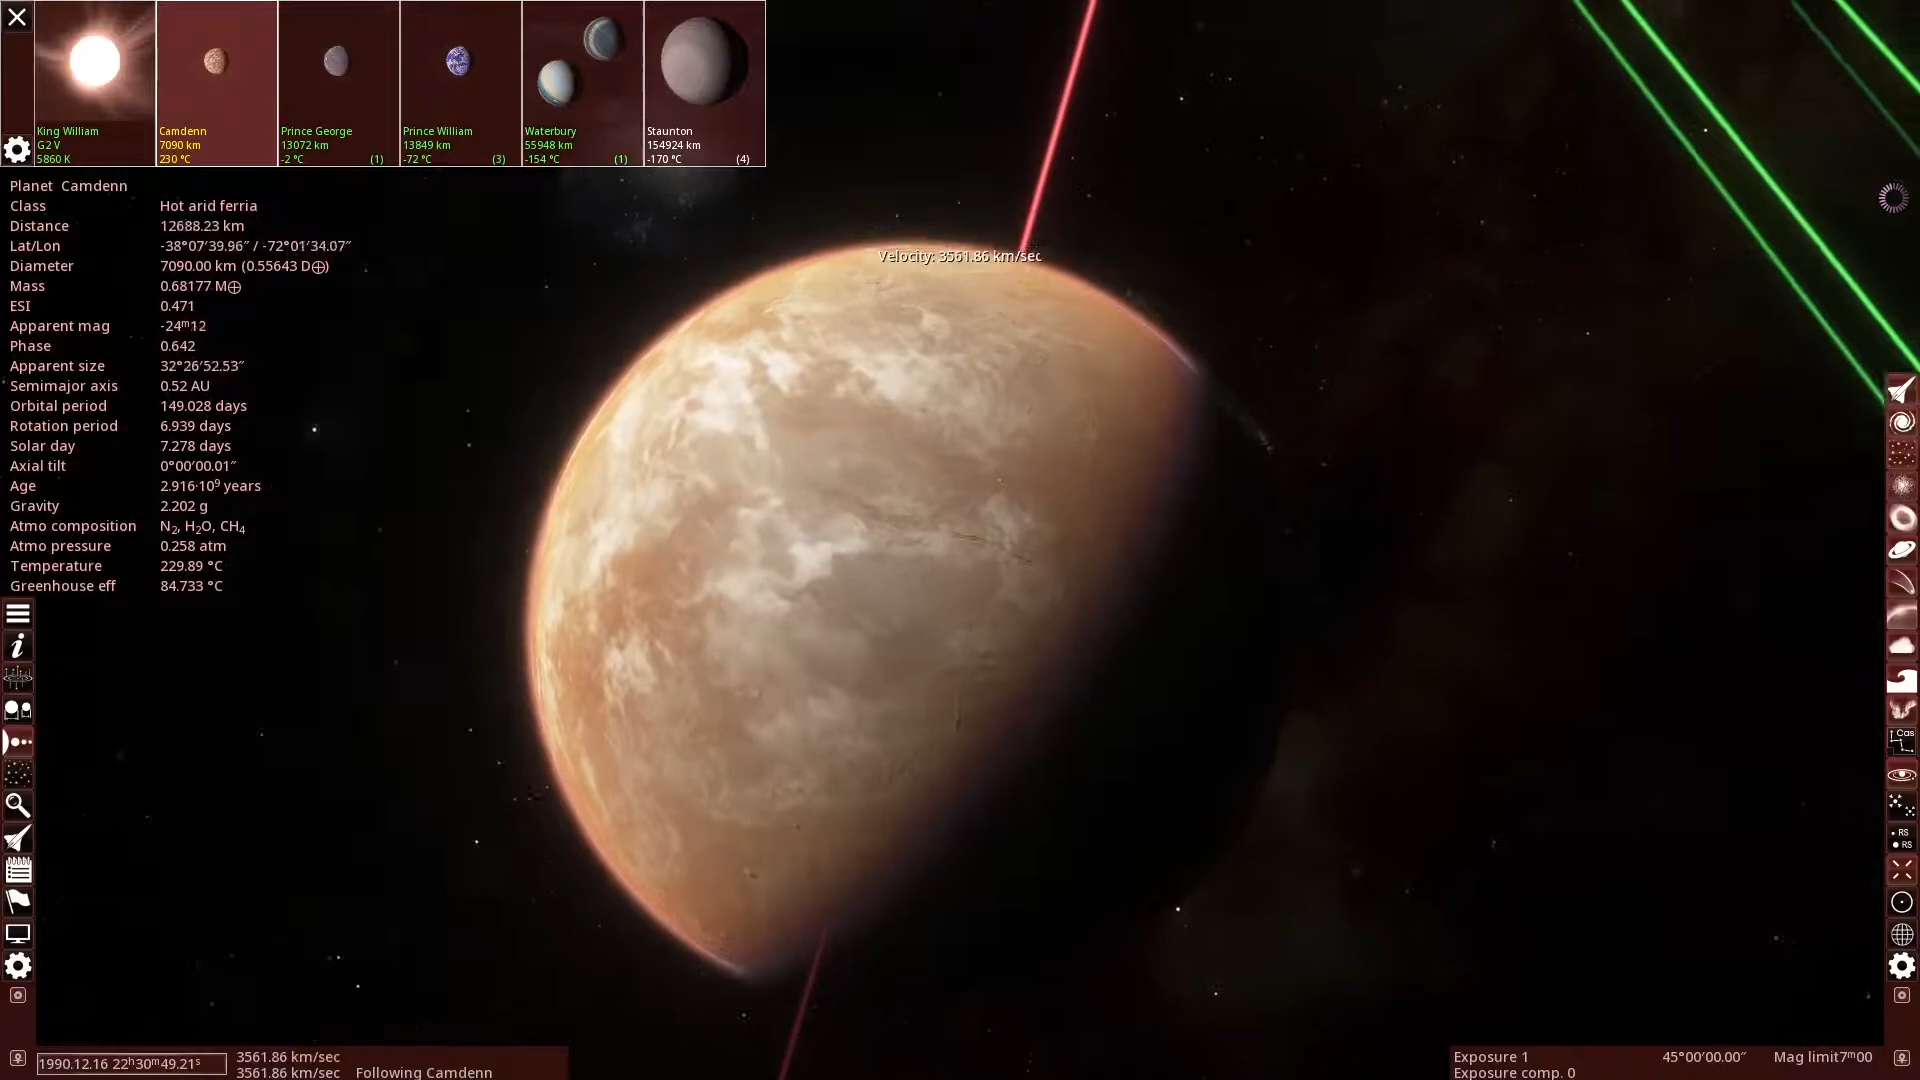 King William
G2 V
5860 K
Camdenn
7090 km
230 °C
Prince George
13072 km
-2 °C (1)
Prince William
13849 km
-72 °C (3)
Waterbury
55948 km
-154 °C (1)
Staunton
154924 km
-170 °C (4)
Planet Camdenn
Class Hot arid ferria
Distance 12688.23 km
Lat/Lon -38°07′39.96″ / -72°01′34.07″
Diameter 7090.00 km (0.55643 D⊕)
Mass 0.68177 M⊕
ESI 0.471
Apparent mag -24ᵐ12
Phase 0.642
Apparent size 32°26′52.53″
Semimajor axis 0.52 AU
Orbital period 149.028 days
Rotation period 6.939 days
Solar day 7.278 days
Axial tilt 0°00′00.01″
Age 2.916·10⁹ years
Gravity 2.202 g
Atmo composition N₂, H₂O, CH₄
Atmo pressure 0.258 atm
Temperature 229.89 °C
Greenhouse eff 84.733 °C
Velocity: 3561.86 km/sec
Cas
RS
RS
1990.12.16 22ʰ30ᵐ49.21ˢ
3561.86 km/sec
3561.86 km/sec Following Camdenn
Exposure 1 45°00′00.00″ Mag limit7ᵐ00
Exposure comp. 0